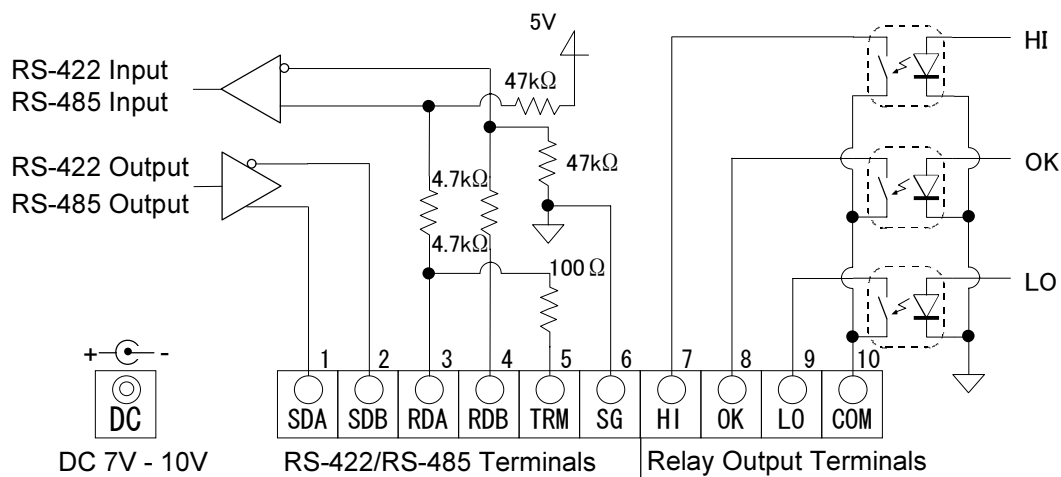 5V
HI
RS-422 Input
RS-485 Input
47kΩ
RS-422 Output
RS-485 Output
4.7kΩ
47kΩ
OK
4.7kΩ
100Ω
LO
+ -
1 2 3 4 5 6 7 8 9 10
DC SDA SDB RDA RDB TRM SG HI OK LO COM
DC 7V - 10V
RS-422/RS-485 Terminals
Relay Output Terminals